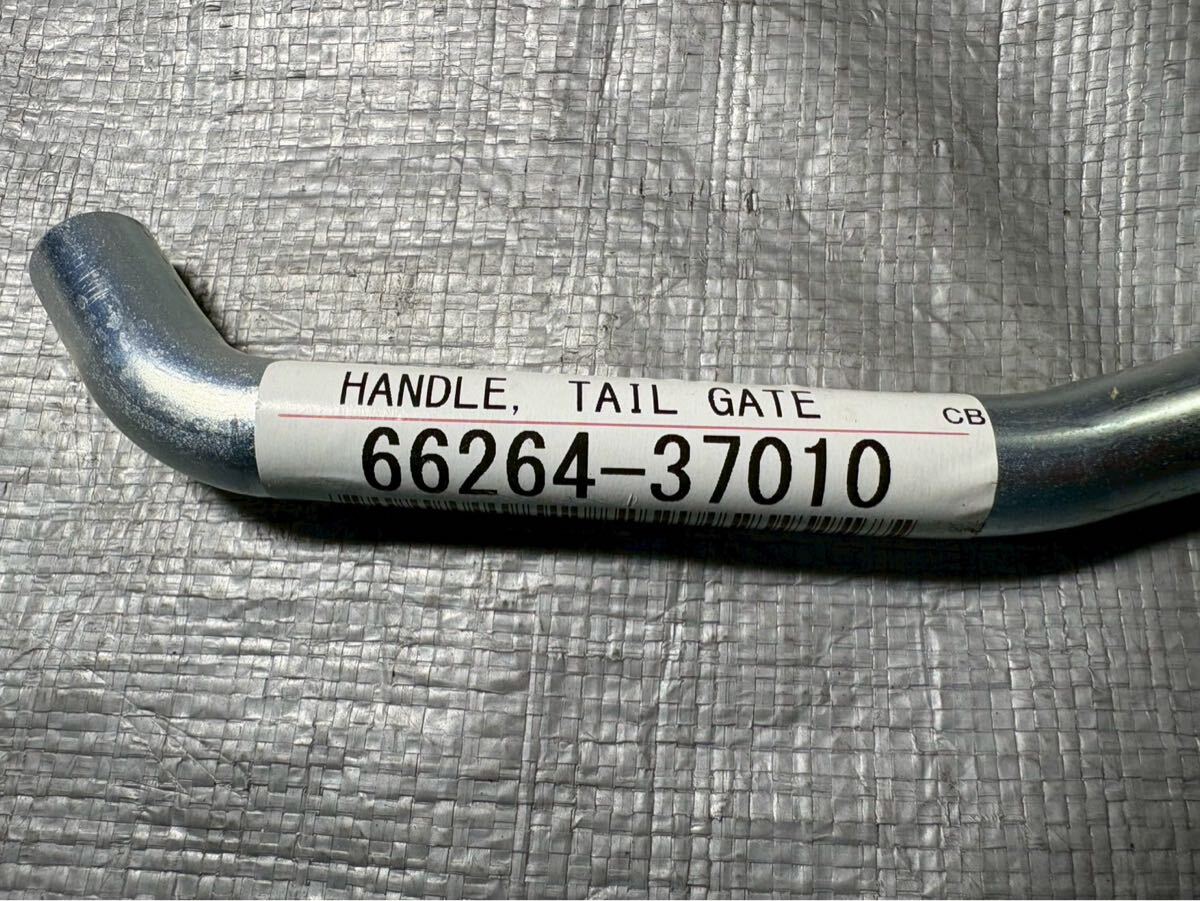 HANDLE, TAIL GATE
CB
66264-37010